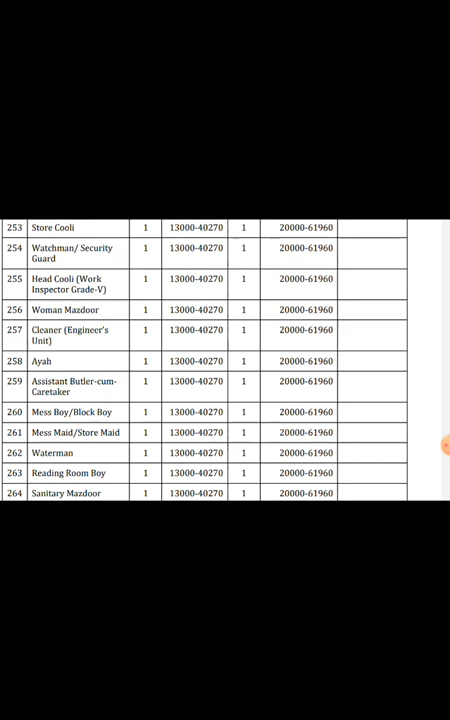 253 Store Cooli 1 13000-40270 1 20000-61960
254 Watchman/ Security 1 13000-40270 1 20000-61960
Guard
255 Head Cooli (Work 1 13000-40270 1 20000-61960
Inspector Grade-V)
256 Woman Mazdoor 1 13000-40270 1 20000-61960
257 Cleaner (Engineer's 1 13000-40270 1 20000-61960
Unit)
258 Ayah 1 13000-40270 1 20000-61960
259 Assistant Butler-cum- 1 13000-40270 1 20000-61960
Caretaker
260 Mess Boy/Block Boy 1 13000-40270 1 20000-61960
261 Mess Maid/Store Maid 1 13000-40270 1 20000-61960
262 Waterman 1 13000-40270 1 20000-61960
263 Reading Room Boy 1 13000-40270 1 20000-61960
264 Sanitary Mazdoor 1 13000-40270 1 20000-61960